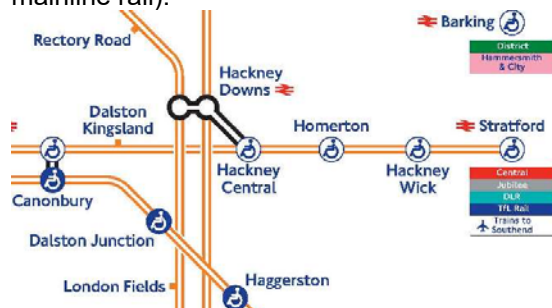 mainline rail).
Rectory Road
Barking
District
Hammersmith
& City
Hackney
Downs
Dalston
Kingsland
Homerton
Stratford
Hackney
Central
Hackney
Wick
Central
Jubilee
DLR
TfL Rail
Trains to
Southend
Canonbury
Dalston Junction
London Fields
Haggerston